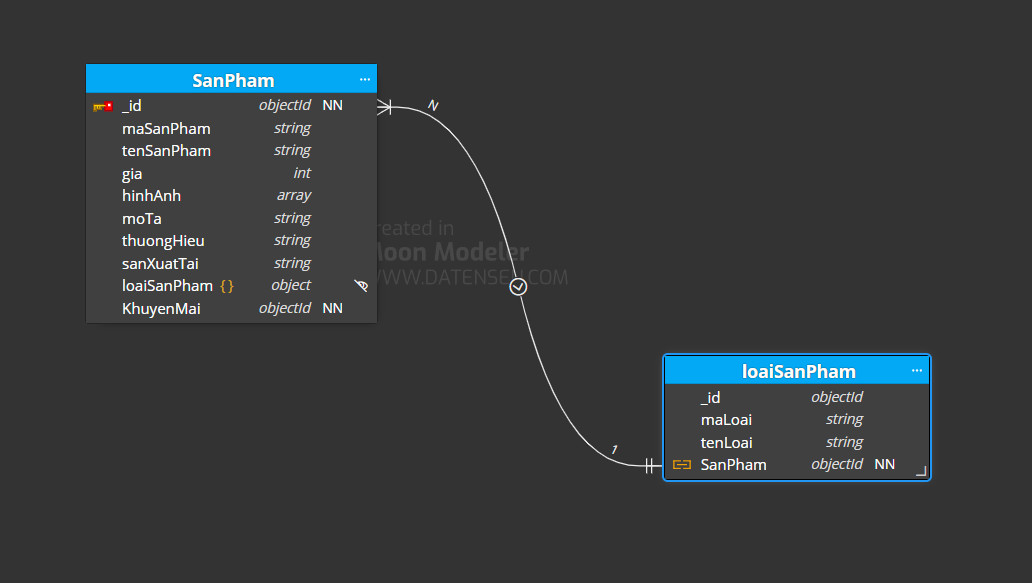 SanPham ...
_id objectId NN
maSanPham string
tenSanPham string
gia int
hinhAnh array
moTa string
thuongHieu string
sanXuatTai string
loaiSanPham {} object
KhuyenMai objectId NN
N
reated in
Moon Modeler
WWW.DATENSEN.COM
1
loaiSanPham ...
_id objectId
maLoai string
tenLoai string
SanPham objectId NN